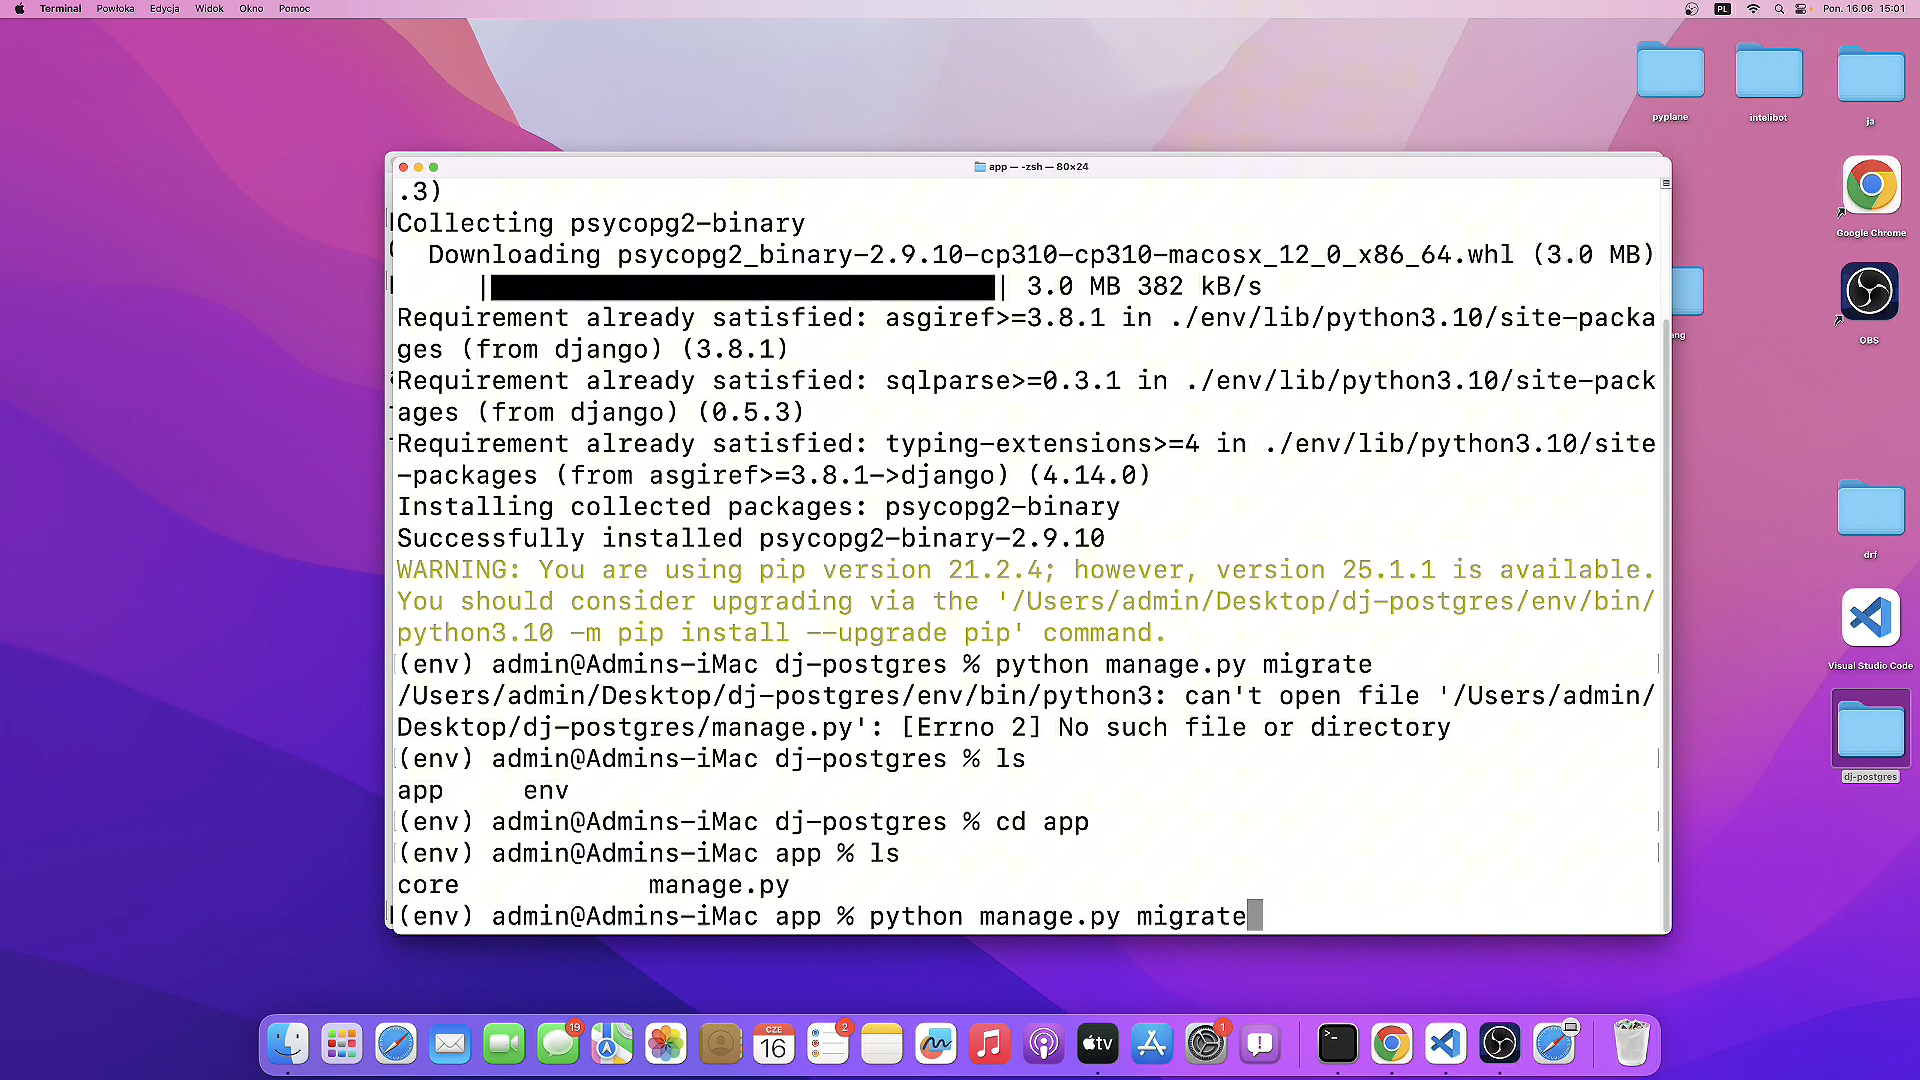 Terminal Powłoka Edycja Widok Okno Pomoc PL Pon. 16.06 15:01
pyplane
intelibot
ja
Google Chrome
OBS
drf
Visual Studio Code
dj-postgres
app — -zsh — 80×24
.3)
Collecting psycopg2-binary
Downloading psycopg2_binary-2.9.10-cp310-cp310-macosx_12_0_x86_64.whl (3.0 MB)
| | 3.0 MB 382 kB/s
Requirement already satisfied: asgiref>=3.8.1 in ./env/lib/python3.10/site-packa
ges (from django) (3.8.1)
Requirement already satisfied: sqlparse>=0.3.1 in ./env/lib/python3.10/site-pack
ages (from django) (0.5.3)
Requirement already satisfied: typing-extensions>=4 in ./env/lib/python3.10/site
-packages (from asgiref>=3.8.1->django) (4.14.0)
Installing collected packages: psycopg2-binary
Successfully installed psycopg2-binary-2.9.10
WARNING: You are using pip version 21.2.4; however, version 25.1.1 is available.
You should consider upgrading via the '/Users/admin/Desktop/dj-postgres/env/bin/
python3.10 -m pip install --upgrade pip' command.
(env) admin@Admins-iMac dj-postgres % python manage.py migrate
/Users/admin/Desktop/dj-postgres/env/bin/python3: can't open file '/Users/admin/
Desktop/dj-postgres/manage.py': [Errno 2] No such file or directory
(env) admin@Admins-iMac dj-postgres % ls
app env
(env) admin@Admins-iMac dj-postgres % cd app
(env) admin@Admins-iMac app % ls
core manage.py
(env) admin@Admins-iMac app % python manage.py migrate
19
CZE
16
2
tv
1